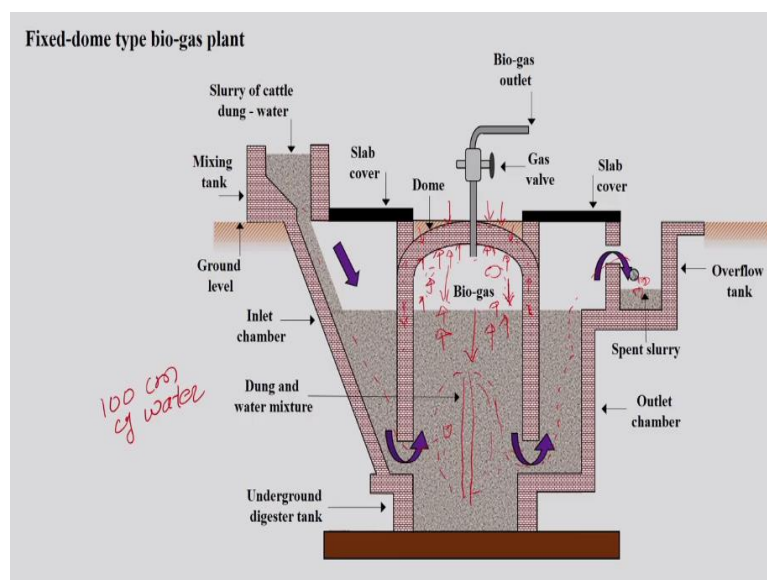 Fixed-dome type bio-gas plant
Bio-gas
outlet
Slurry of cattle
dung - water
Slab
cover
Gas
valve
Slab
cover
Mixing
tank
Dome
Ground
level
Overflow
tank
Bio-gas
Inlet
chamber
Spent slurry
100 cm
of water
Dung and
water mixture
Outlet
chamber
Underground
digester tank